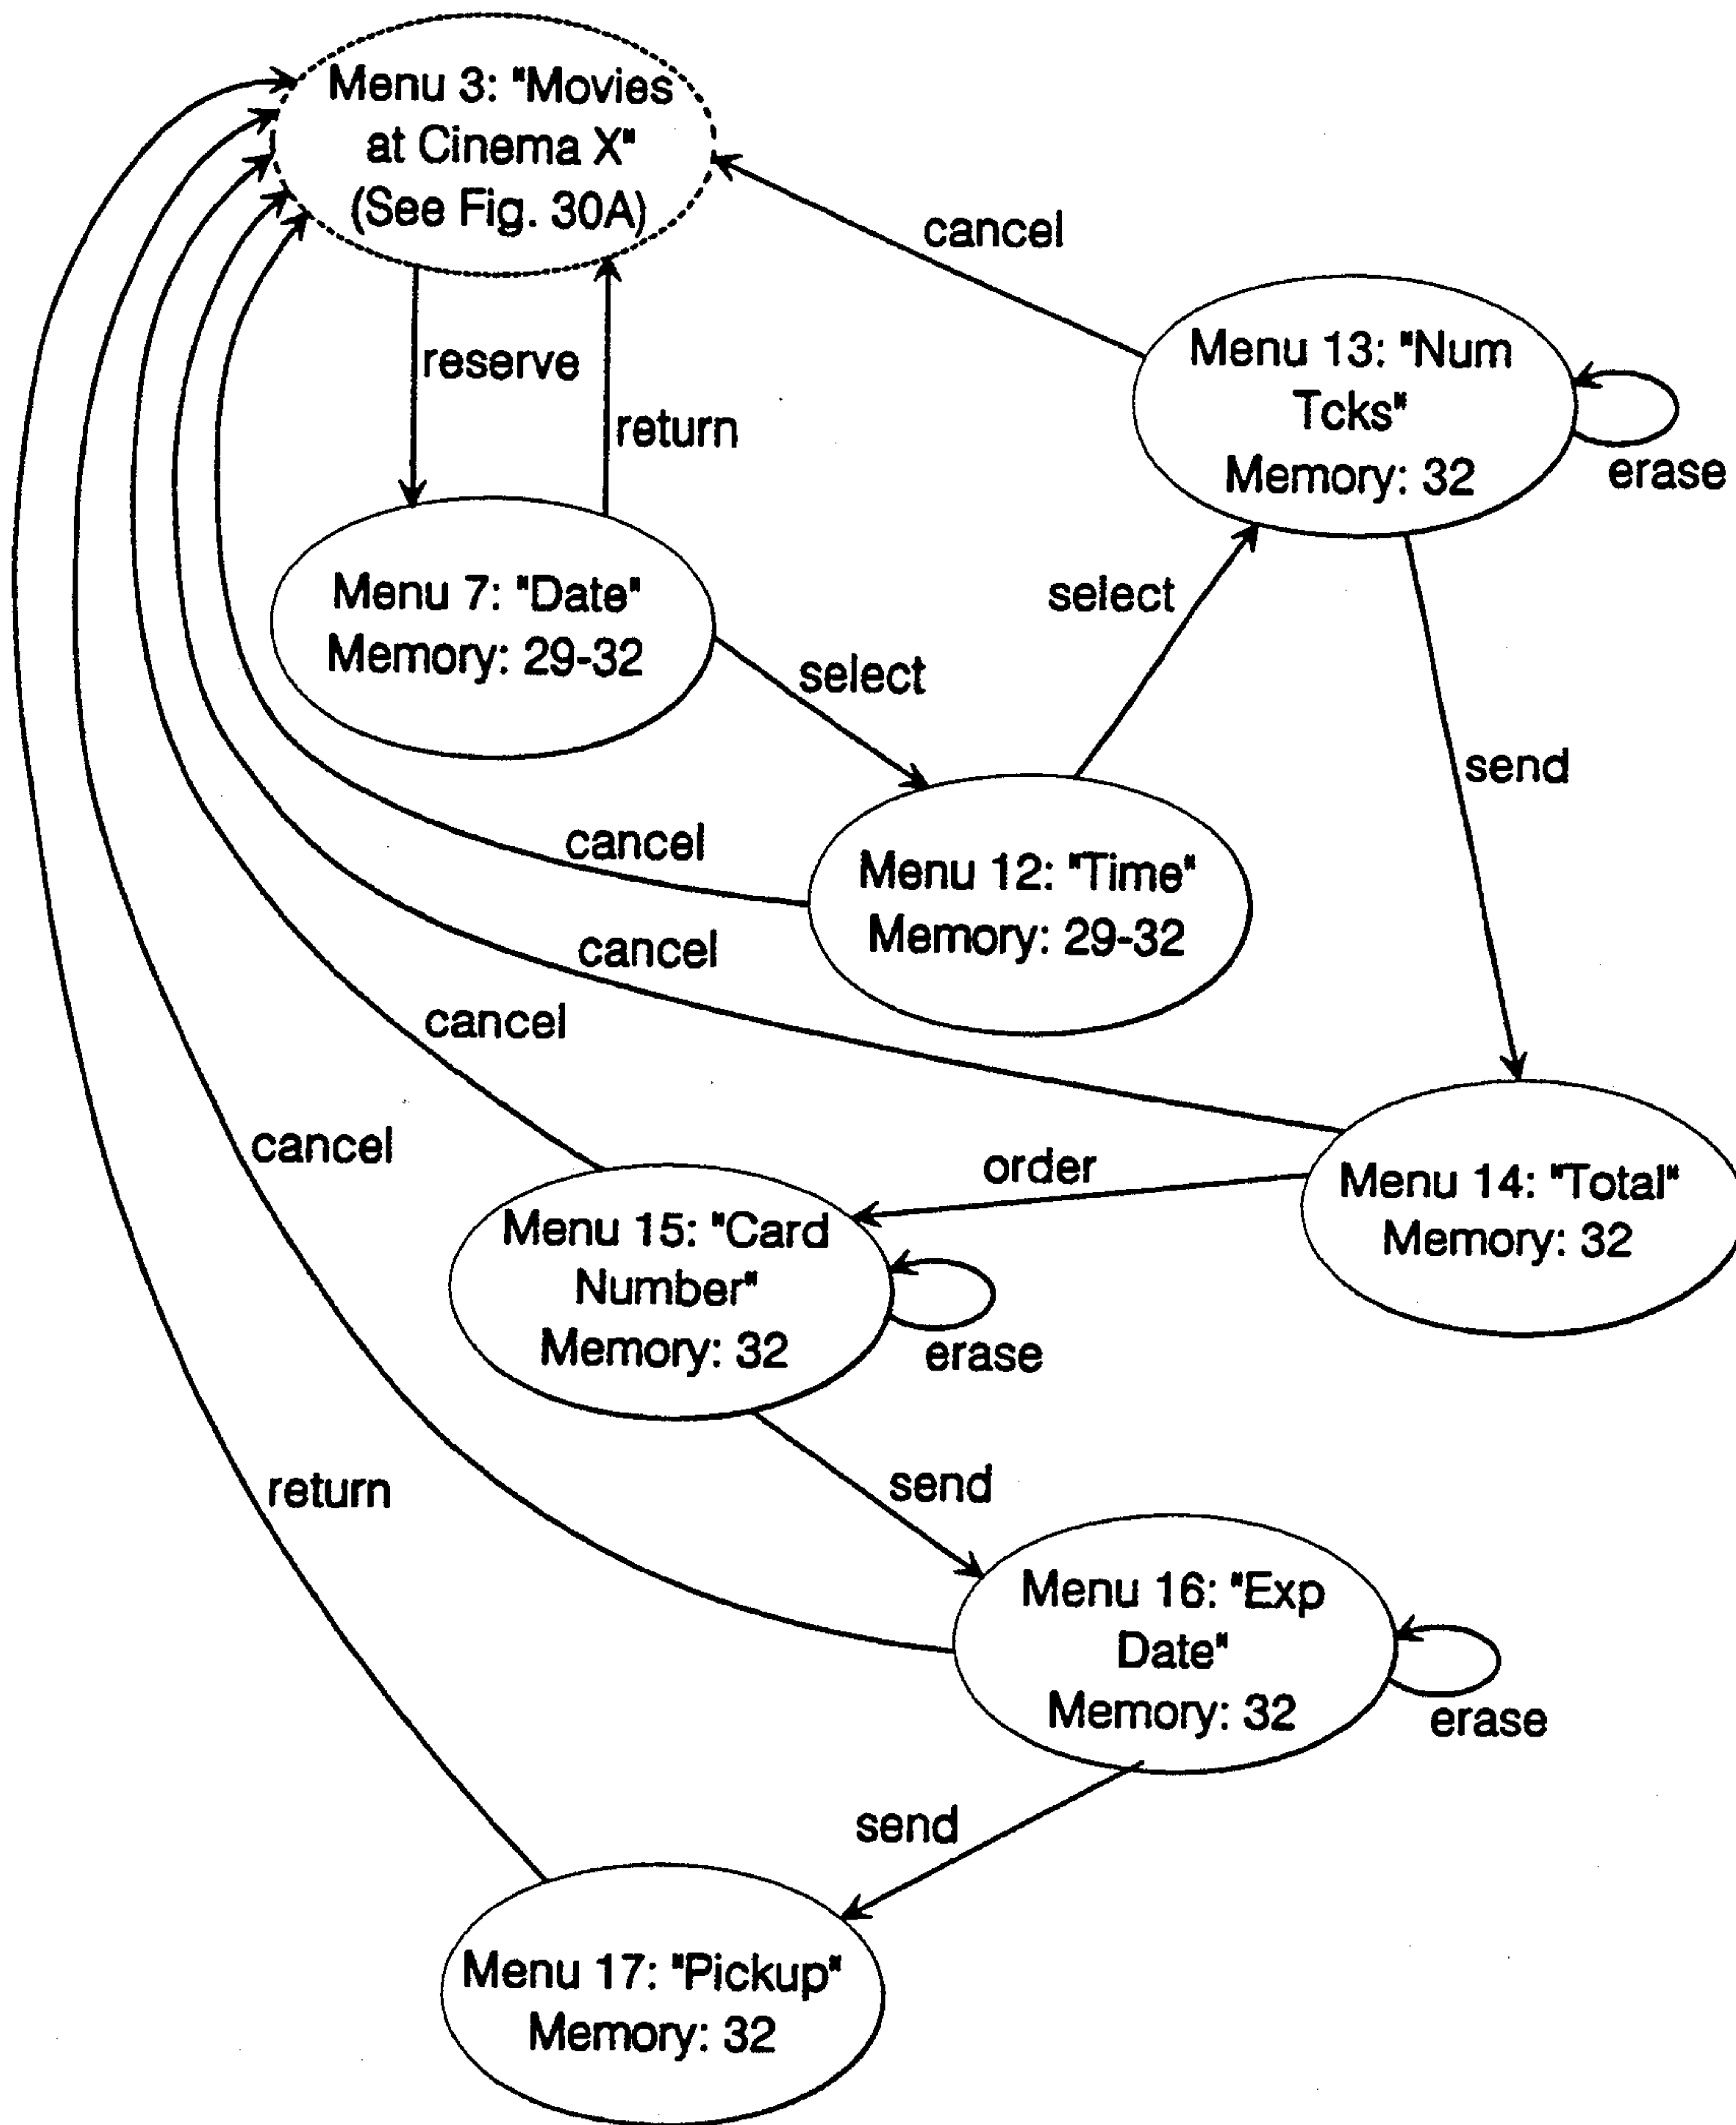 Menu 3: "Movies
at Cinema X"
(See Fig. 30A)
cancel
reserve
return
Menu 13: "Num
Tcks"
Memory: 32
erase
Menu 7: "Date"
Memory: 29-32
select
select
send
cancel
Menu 12: "Time"
Memory: 29-32
cancel
cancel
cancel
order
Menu 14: "Total"
Memory: 32
Menu 15: "Card
Number"
Memory: 32
erase
return
send
Menu 16: "Exp
Date"
Memory: 32
erase
send
Menu 17: "Pickup"
Memory: 32